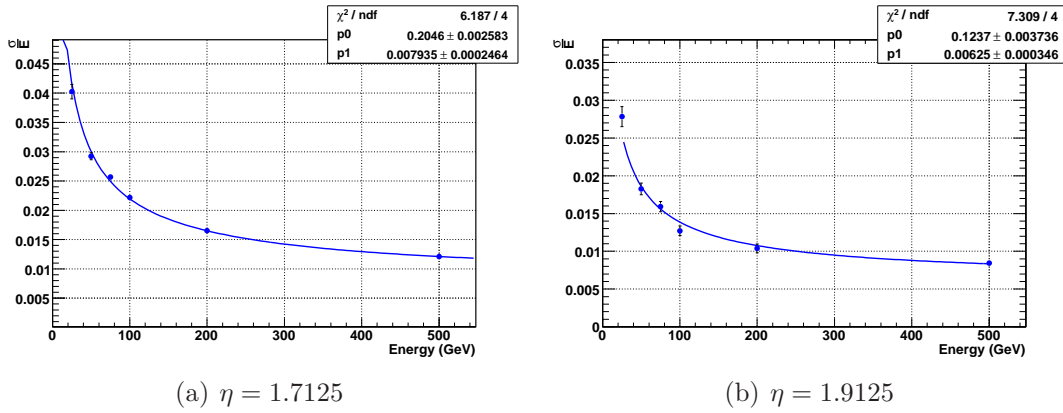 χ² / ndf 6.187 / 4
p0 0.2046 ± 0.002583
p1 0.007935 ± 0.0002464
σ
E
0.045
0.04
0.035
0.03
0.025
0.02
0.015
0.01
0.005
0 100 200 300 400 500
Energy (GeV)
(a) η = 1.7125
χ² / ndf 7.309 / 4
p0 0.1237 ± 0.003736
p1 0.00625 ± 0.000346
σ
E
0.035
0.03
0.025
0.02
0.015
0.01
0.005
0
0 100 200 300 400 500
Energy (GeV)
(b) η = 1.9125